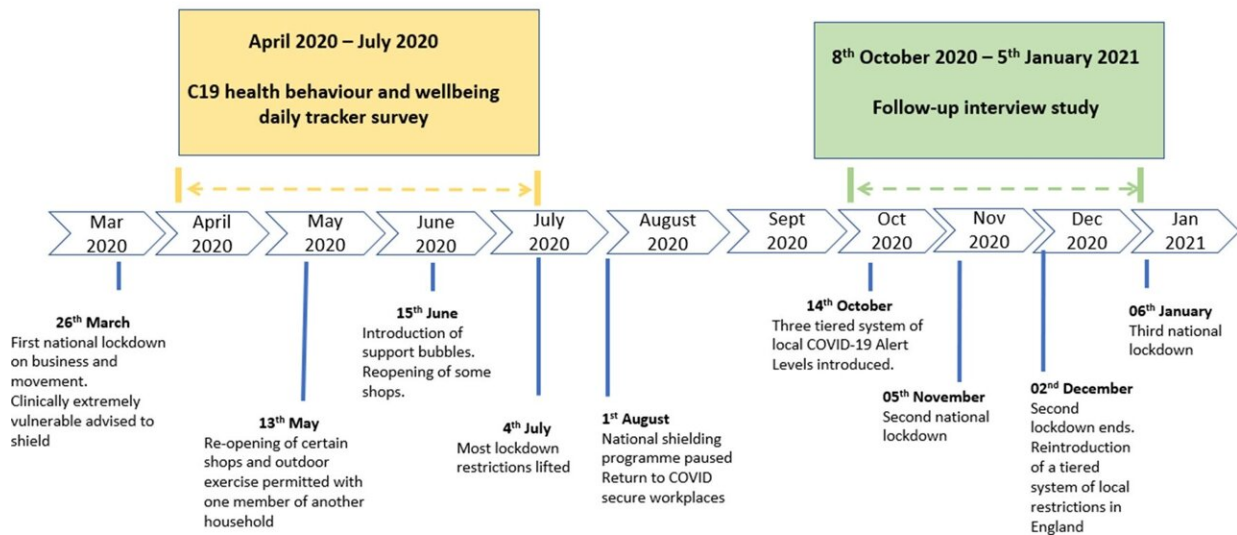 April 2020 – July 2020
C19 health behaviour and wellbeing
daily tracker survey
8th October 2020 – 5th January 2021
Follow-up interview study
Mar
2020
April
2020
May
2020
June
2020
July
2020
August
2020
Sept
2020
Oct
2020
Nov
2020
Dec
2020
Jan
2021
26th March
First national lockdown
on business and
movement.
Clinically extremely
vulnerable advised to
shield
13th May
Re-opening of certain
shops and outdoor
exercise permitted with
one member of another
household
15th June
Introduction of
support bubbles.
Reopening of some
shops.
4th July
Most lockdown
restrictions lifted
1st August
National shielding
programme paused
Return to COVID
secure workplaces
14th October
Three tiered system of
local COVID-19 Alert
Levels introduced.
05th November
Second national
lockdown
02nd December
Second
lockdown ends.
Reintroduction
of a tiered
system of local
restrictions in
England
06th January
Third national
lockdown